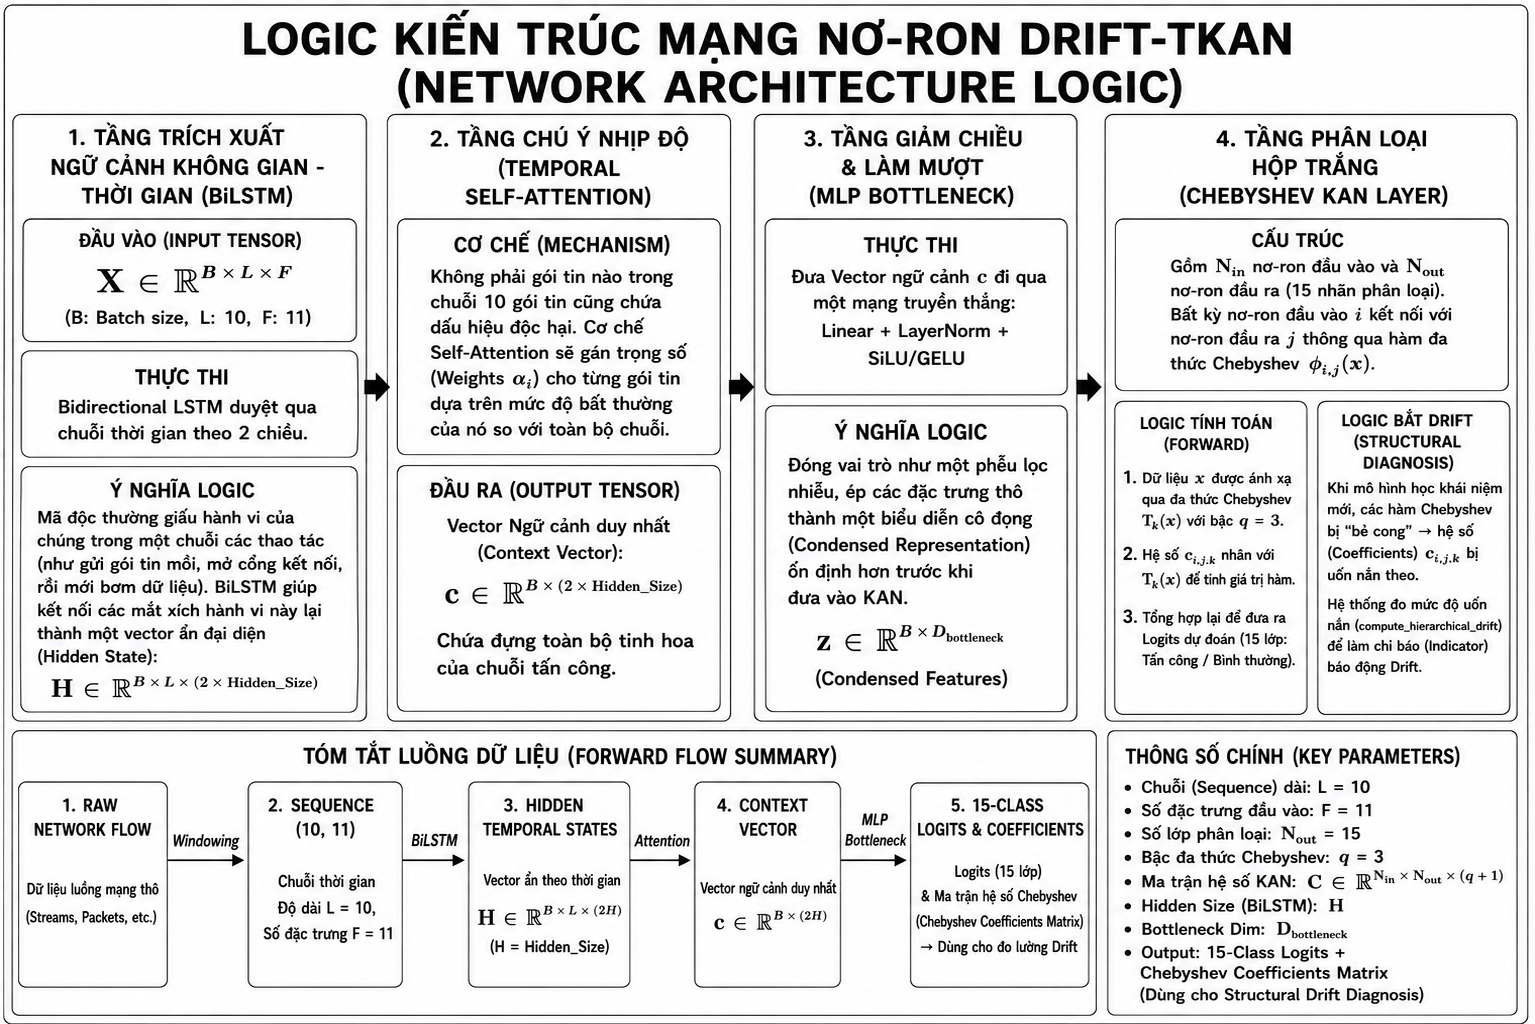 LOGIC KIẾN TRÚC MẠNG NƠ-RON DRIFT-TKAN
(NETWORK ARCHITECTURE LOGIC)
1. TẦNG TRÍCH XUẤT
NGỮ CẢNH KHÔNG GIAN -
THỜI GIAN (BiLSTM)
ĐẦU VÀO (INPUT TENSOR)
X ∈ ℝ^{B × L × F}
(B: Batch size, L: 10, F: 11)
THỰC THI
Bidirectional LSTM duyệt qua
chuỗi thời gian theo 2 chiều.
Ý NGHĨA LOGIC
Mã độc thường giấu hành vi của
chúng trong một chuỗi các thao tác
(như gửi gói tin mồi, mở cổng kết nối,
rồi mới bơm dữ liệu). BiLSTM giúp
kết nối các mắt xích hành vi này lại
thành một vector ẩn đại diện
(Hidden State):
H ∈ ℝ^{B × L × (2 × Hidden_Size)}
2. TẦNG CHÚ Ý NHỊP ĐỘ
(TEMPORAL
SELF-ATTENTION)
CƠ CHẾ (MECHANISM)
Không phải gói tin nào trong
chuỗi 10 gói tin cũng chứa
dấu hiệu độc hại. Cơ chế
Self-Attention sẽ gán trọng số
(Weights α_i) cho từng gói tin
dựa trên mức độ bất thường
của nó so với toàn bộ chuỗi.
ĐẦU RA (OUTPUT TENSOR)
Vector Ngữ cảnh duy nhất
(Context Vector):
c ∈ ℝ^{B × (2 × Hidden_Size)}
Chứa đựng toàn bộ tinh hoa
của chuỗi tấn công.
3. TẦNG GIẢM CHIỀU
& LÀM MƯỢT
(MLP BOTTLENECK)
THỰC THI
Đưa Vector ngữ cảnh c đi qua
một mạng truyền thẳng:
Linear + LayerNorm +
SiLU/GELU
Ý NGHĨA LOGIC
Đóng vai trò như một phễu lọc
nhiễu, ép các đặc trưng thô
thành một biểu diễn cô đọng
(Condensed Representation)
ổn định hơn trước khi
đưa vào KAN.
z ∈ ℝ^{B × D_bottleneck}
(Condensed Features)
4. TẦNG PHÂN LOẠI
HỘP TRẮNG
(CHEBYSHEV KAN LAYER)
CẤU TRÚC
Gồm N_in nơ-ron đầu vào và N_out
nơ-ron đầu ra (15 nhãn phân loại).
Bất kỳ nơ-ron đầu vào i kết nối với
nơ-ron đầu ra j thông qua hàm đa
thức Chebyshev ϕ_{i,j}(x).
LOGIC TÍNH TOÁN
(FORWARD)
1. Dữ liệu x được ánh xạ
qua đa thức Chebyshev
T_k(x) với bậc q = 3.
2. Hệ số c_{i,j,k} nhân với
T_k(x) để tính giá trị hàm.
3. Tổng hợp lại để đưa ra
Logits dự đoán (15 lớp:
Tấn công / Bình thường).
LOGIC BẮT DRIFT
(STRUCTURAL
DIAGNOSIS)
Khi mô hình học khái niệm
mới, các hàm Chebyshev
bị “bẻ cong” → hệ số
(Coefficients) c_{i,j,k} bị
uốn nắn theo.
Hệ thống đo mức độ uốn
nắn (compute_hierarchical_drift)
để làm chỉ báo (Indicator)
báo động Drift.
TÓM TẮT LUỒNG DỮ LIỆU (FORWARD FLOW SUMMARY)
1. RAW
NETWORK FLOW
Dữ liệu luồng mạng thô
(Streams, Packets, etc.)
Windowing
2. SEQUENCE
(10, 11)
Chuỗi thời gian
Độ dài L = 10,
Số đặc trưng F = 11
BiLSTM
3. HIDDEN
TEMPORAL STATES
Vector ẩn theo thời gian
H ∈ ℝ^{B × L × (2H)}
(H = Hidden_Size)
Attention
4. CONTEXT
VECTOR
Vector ngữ cảnh duy nhất
c ∈ ℝ^{B × (2H)}
MLP
Bottleneck
5. 15-CLASS
LOGITS & COEFFICIENTS
Logits (15 lớp)
& Ma trận hệ số Chebyshev
(Chebyshev Coefficients Matrix)
→ Dùng cho đo lường Drift
THÔNG SỐ CHÍNH (KEY PARAMETERS)
• Chuỗi (Sequence) dài: L = 10
• Số đặc trưng đầu vào: F = 11
• Số lớp phân loại: N_out = 15
• Bậc đa thức Chebyshev: q = 3
• Ma trận hệ số KAN: C ∈ ℝ^{N_in × N_out × (q + 1)}
• Hidden Size (BiLSTM): H
• Bottleneck Dim: D_bottleneck
• Output: 15-Class Logits +
Chebyshev Coefficients Matrix
(Dùng cho Structural Drift Diagnosis)